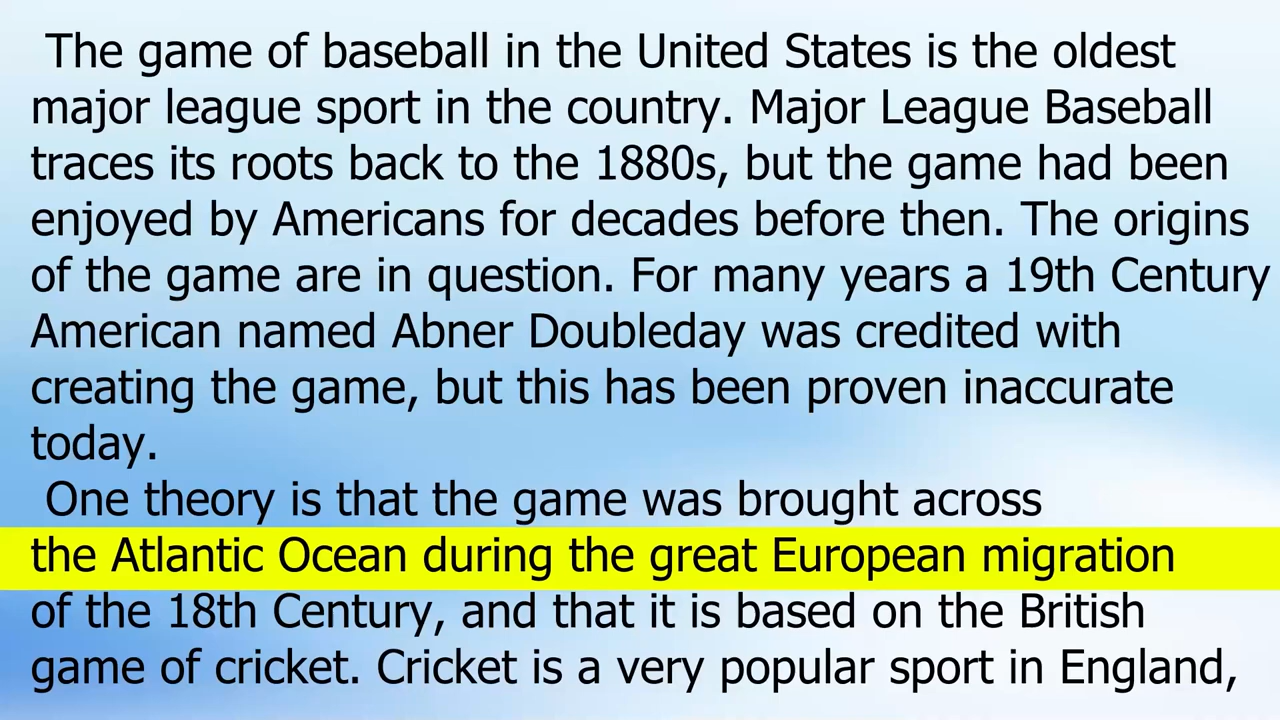 The game of baseball in the United States is the oldest
major league sport in the country. Major League Baseball
traces its roots back to the 1880s, but the game had been
enjoyed by Americans for decades before then. The origins
of the game are in question. For many years a 19th Century
American named Abner Doubleday was credited with
creating the game, but this has been proven inaccurate
today.
One theory is that the game was brought across
the Atlantic Ocean during the great European migration
of the 18th Century, and that it is based on the British
game of cricket. Cricket is a very popular sport in England,